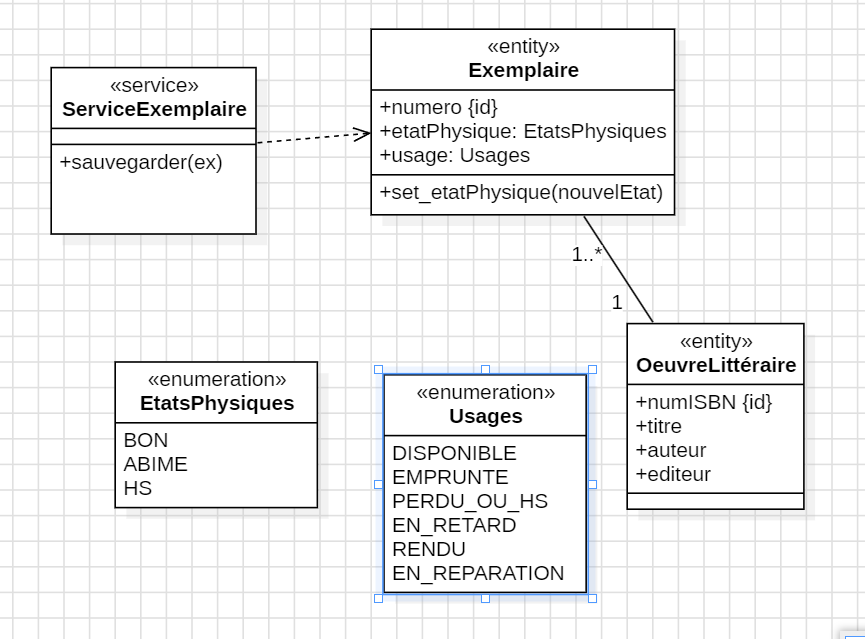 «service»
ServiceExemplaire
+sauvegarder(ex)
«entity»
Exemplaire
+numero {id}
+etatPhysique: EtatsPhysiques
+usage: Usages
+set_etatPhysique(nouvelEtat)
1..*
1
«entity»
OeuvreLittéraire
+numISBN {id}
+titre
+auteur
+editeur
«enumeration»
EtatsPhysiques
BON
ABIME
HS
«enumeration»
Usages
DISPONIBLE
EMPRUNTE
PERDU_OU_HS
EN_RETARD
RENDU
EN_REPARATION